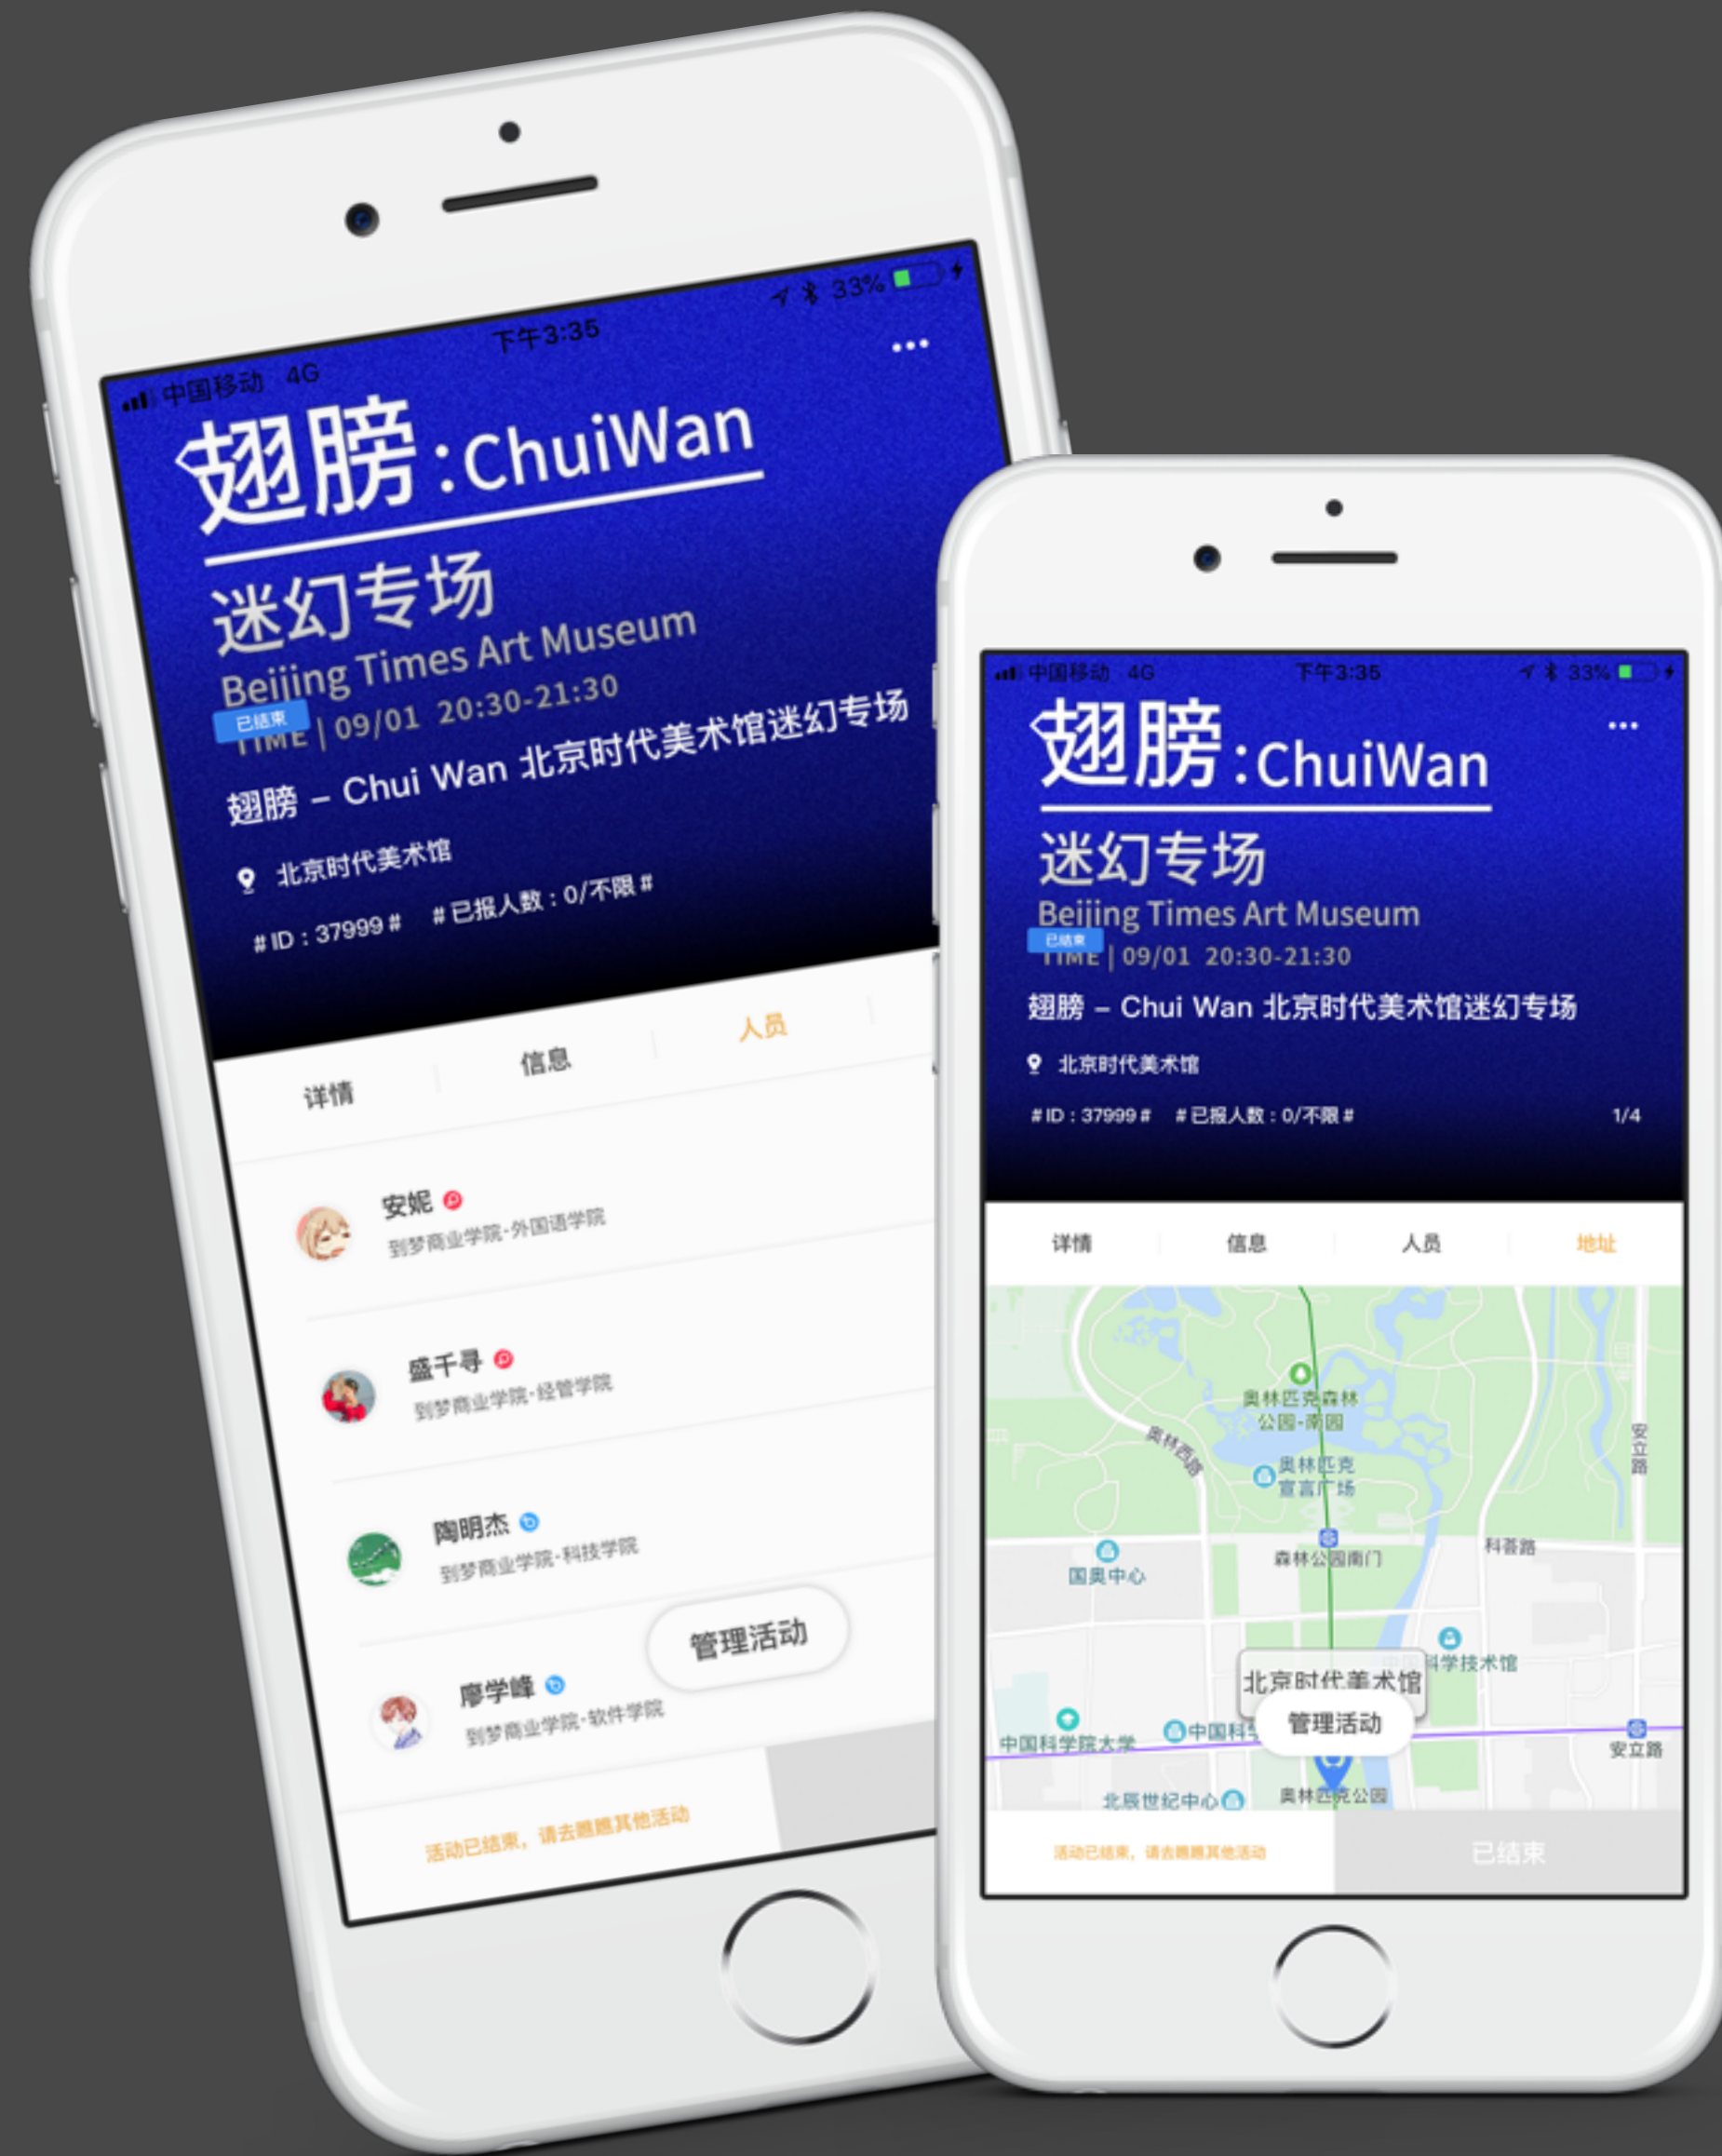 中国移动 4G
下午3:35
33%
翅膀:ChuiWan
迷幻专场
Beijing Times Art Museum
已结束
TIME | 09/01 20:30-21:30
翅膀 – Chui Wan 北京时代美术馆迷幻专场
北京时代美术馆
#ID:37999# #已报人数:0/不限#
详情
信息
人员
安妮
到梦商业学院-外国语学院
盛千寻
到梦商业学院-经管学院
陶明杰
到梦商业学院-科技学院
廖学峰
到梦商业学院-软件学院
管理活动
活动已结束，请去瞧瞧其他活动
中国移动 4G
下午3:35
33%
翅膀:ChuiWan
迷幻专场
Beijing Times Art Museum
已结束
TIME | 09/01 20:30-21:30
翅膀 – Chui Wan 北京时代美术馆迷幻专场
北京时代美术馆
#ID:37999# #已报人数:0/不限#
1/4
详情
信息
人员
地址
奥林匹克森林
公园-南园
奥林西路
安立路
奥林匹克
宣言广场
科荟路
森林公园南门
国奥中心
科学技术馆
北京时代美术馆
管理活动
中国科学院大学
中国科学
安立路
北辰世纪中心
奥林匹克公园
活动已结束，请去瞧瞧其他活动
已结束